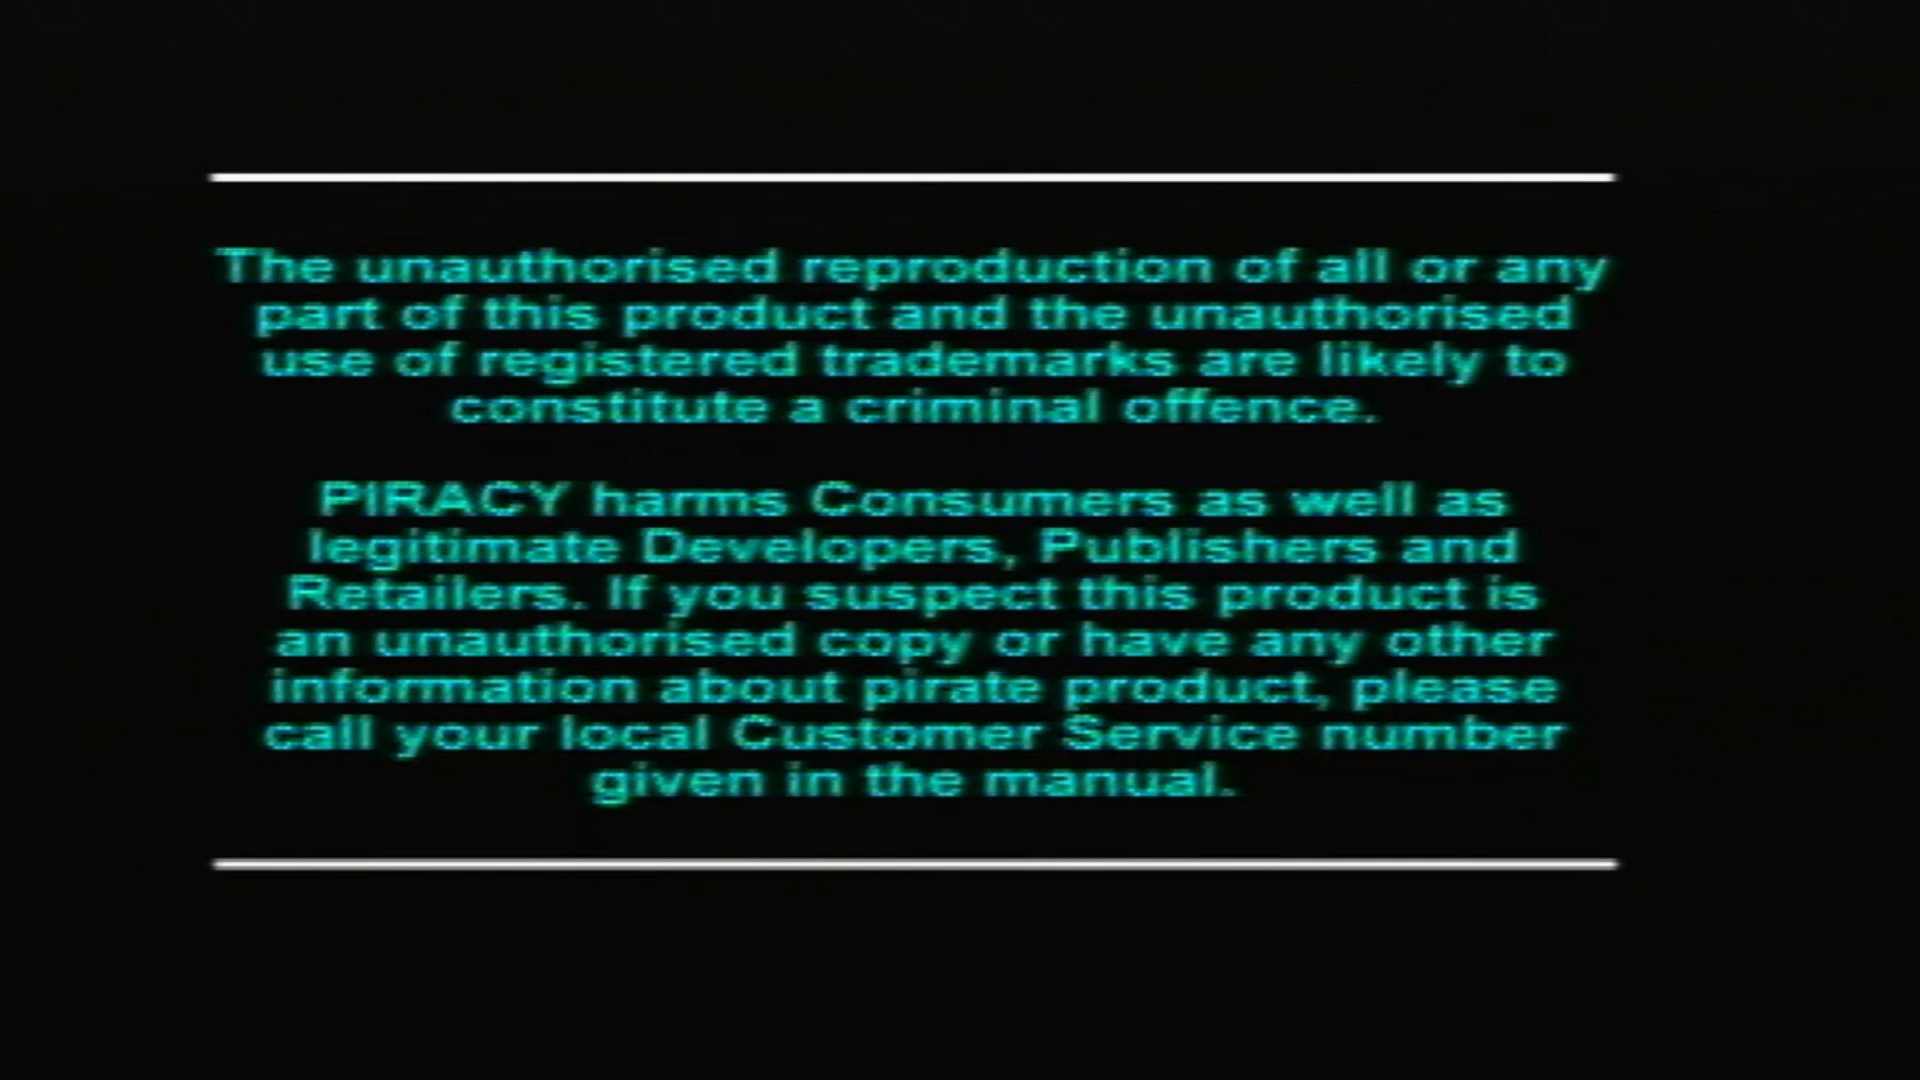 The unauthorised reproduction of all or any
part of this product and the unauthorised
use of registered trademarks are likely to
constitute a criminal offence.
PIRACY harms Consumers as well as
legitimate Developers, Publishers and
Retailers. If you suspect this product is
an unauthorised copy or have any other
information about pirate product, please
call your local Customer Service number
given in the manual.